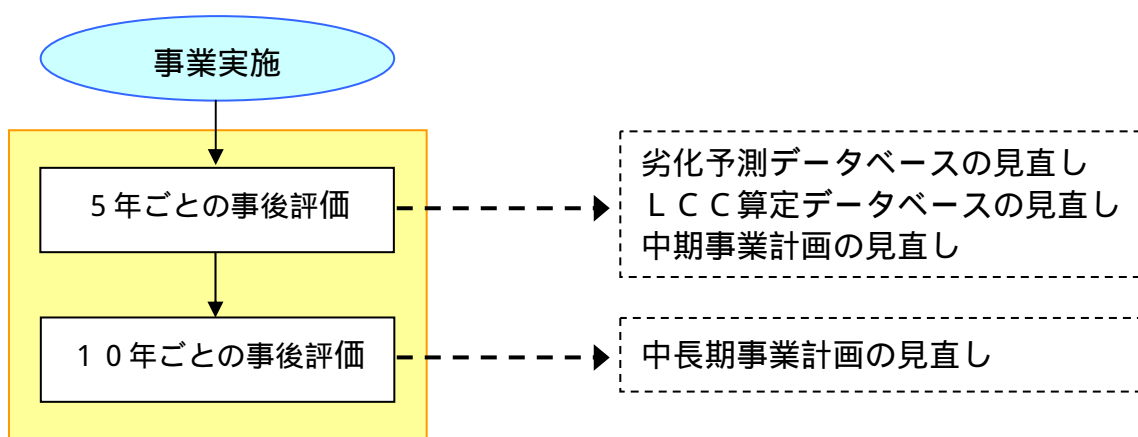 事業実施
5年ごとの事後評価
劣化予測データベースの見直し
ＬＣＣ算定データベースの見直し
中期事業計画の見直し
１０年ごとの事後評価
中長期事業計画の見直し